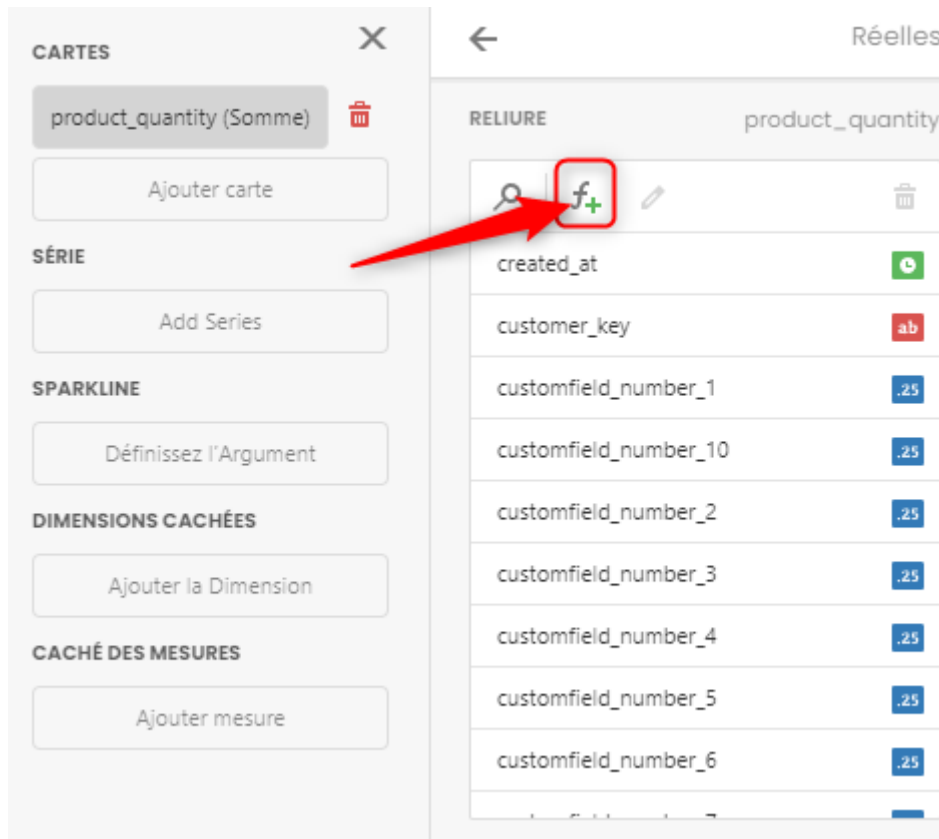 CARTES
product_quantity (Somme)
Ajouter carte
SÉRIE
Add Series
SPARKLINE
Définissez l'Argument
DIMENSIONS CACHÉES
Ajouter la Dimension
CACHÉ DES MESURES
Ajouter mesure
Réelles
RELIURE
product_quantity
f+
created_at
customer_key
ab
customfield_number_1
.25
customfield_number_10
.25
customfield_number_2
.25
customfield_number_3
.25
customfield_number_4
.25
customfield_number_5
.25
customfield_number_6
.25